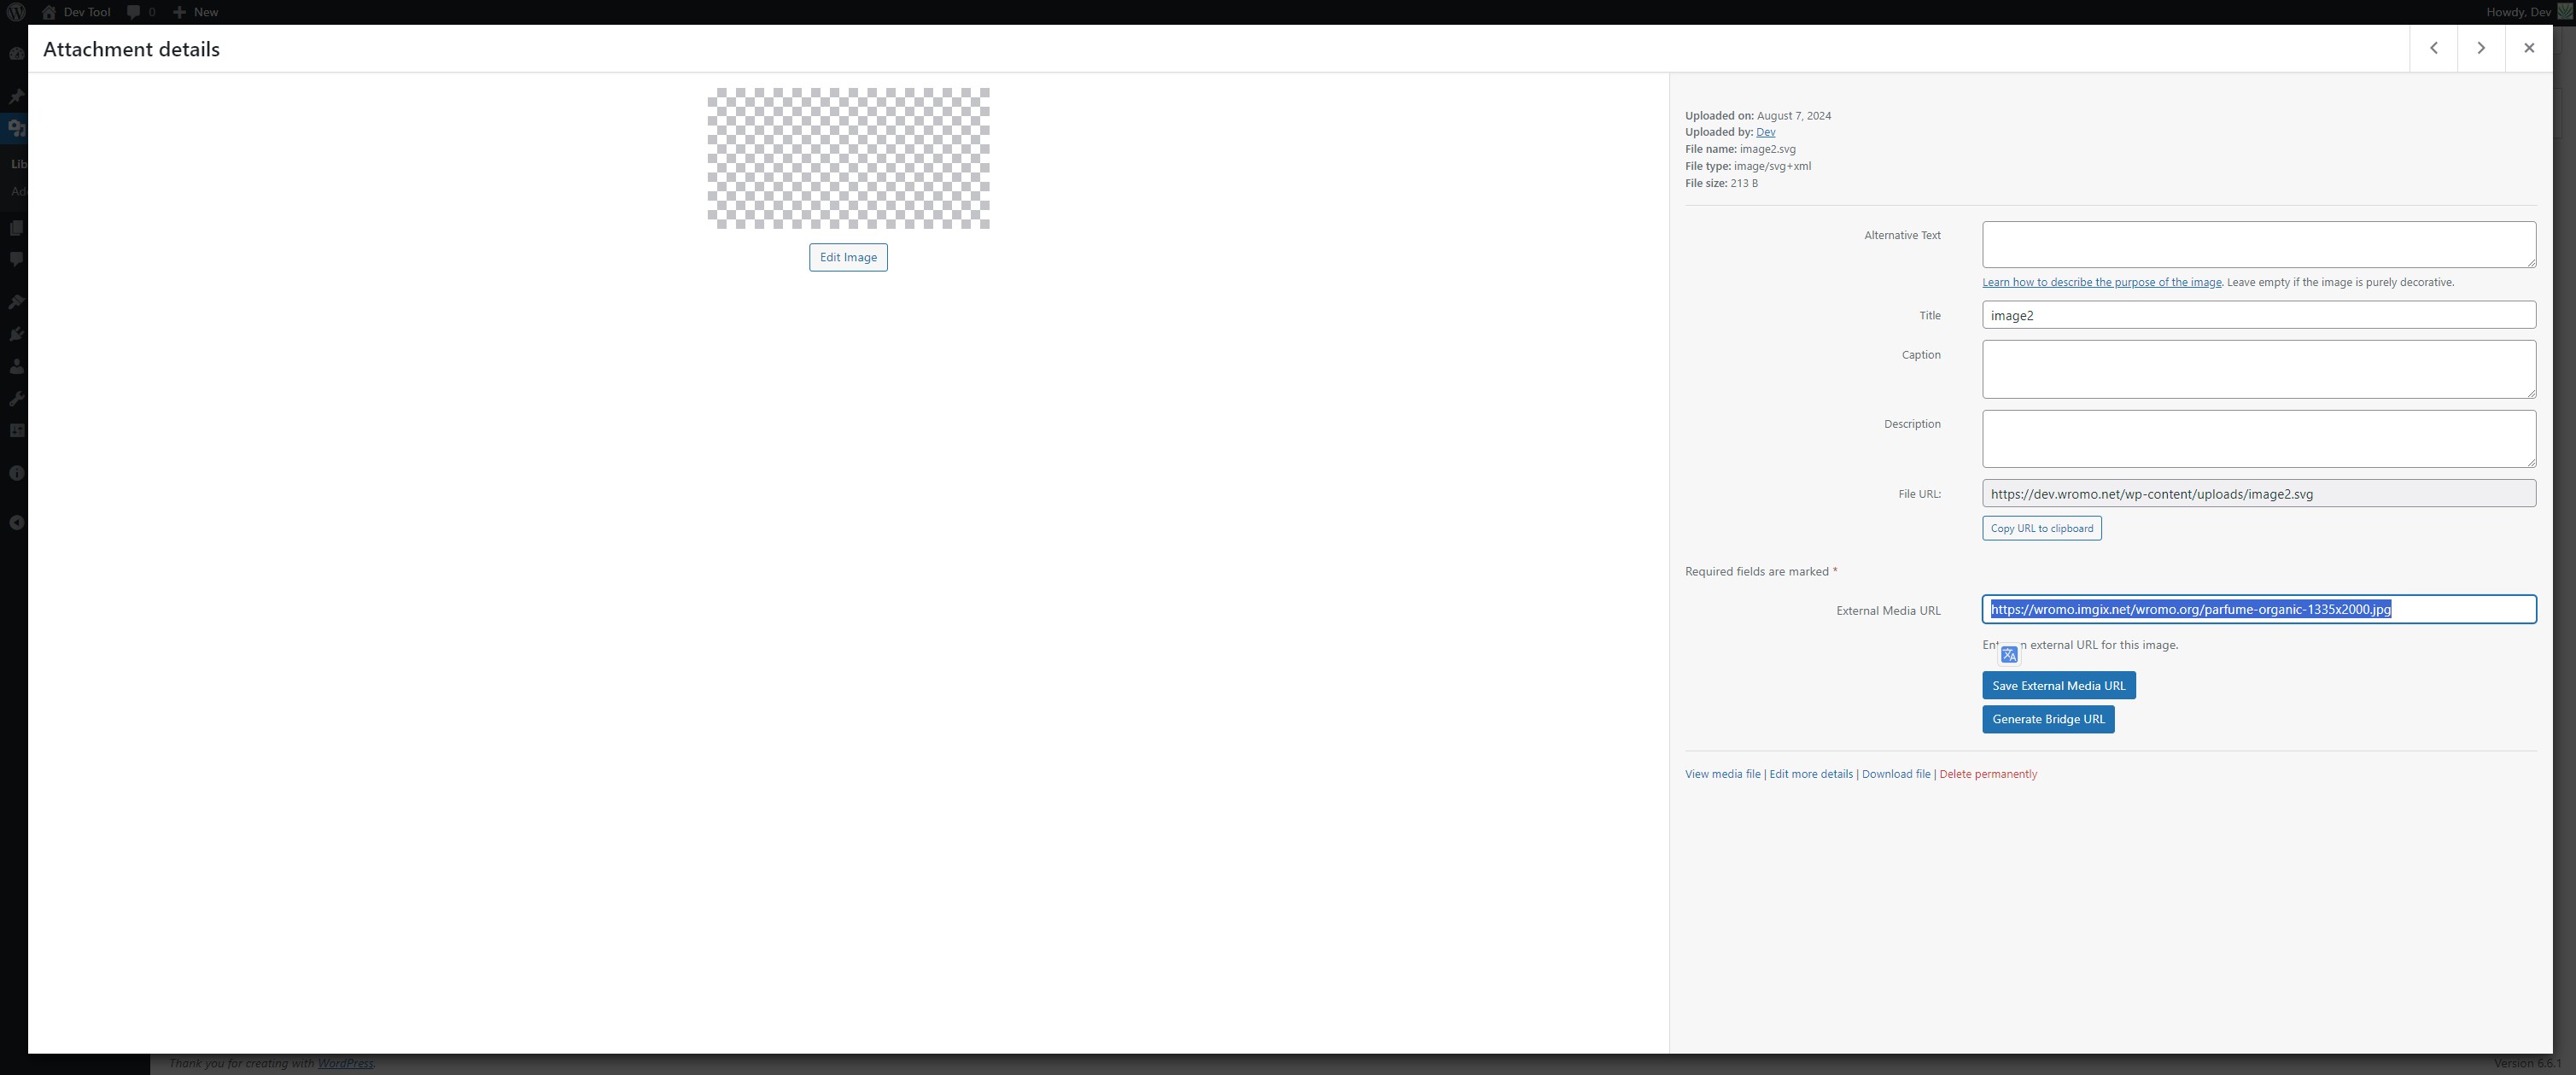 Dev Tool 0 New Howdy, Dev
Attachment details
Uploaded on: August 7, 2024
Uploaded by: Dev
File name: image2.svg
File type: image/svg+xml
File size: 213 B
Lib
Ad
Edit Image
Alternative Text
Learn how to describe the purpose of the image. Leave empty if the image is purely decorative.
Title image2
Caption
Description
File URL: https://dev.wromo.net/wp-content/uploads/image2.svg
Copy URL to clipboard
Required fields are marked *
External Media URL https://wromo.imgix.net/wromo.org/parfume-organic-1335x2000.jpg
external URL for this image.
Save External Media URL
Generate Bridge URL
View media file | Edit more details | Download file | Delete permanently
Thank you for creating with WordPress. Version 6.6.1